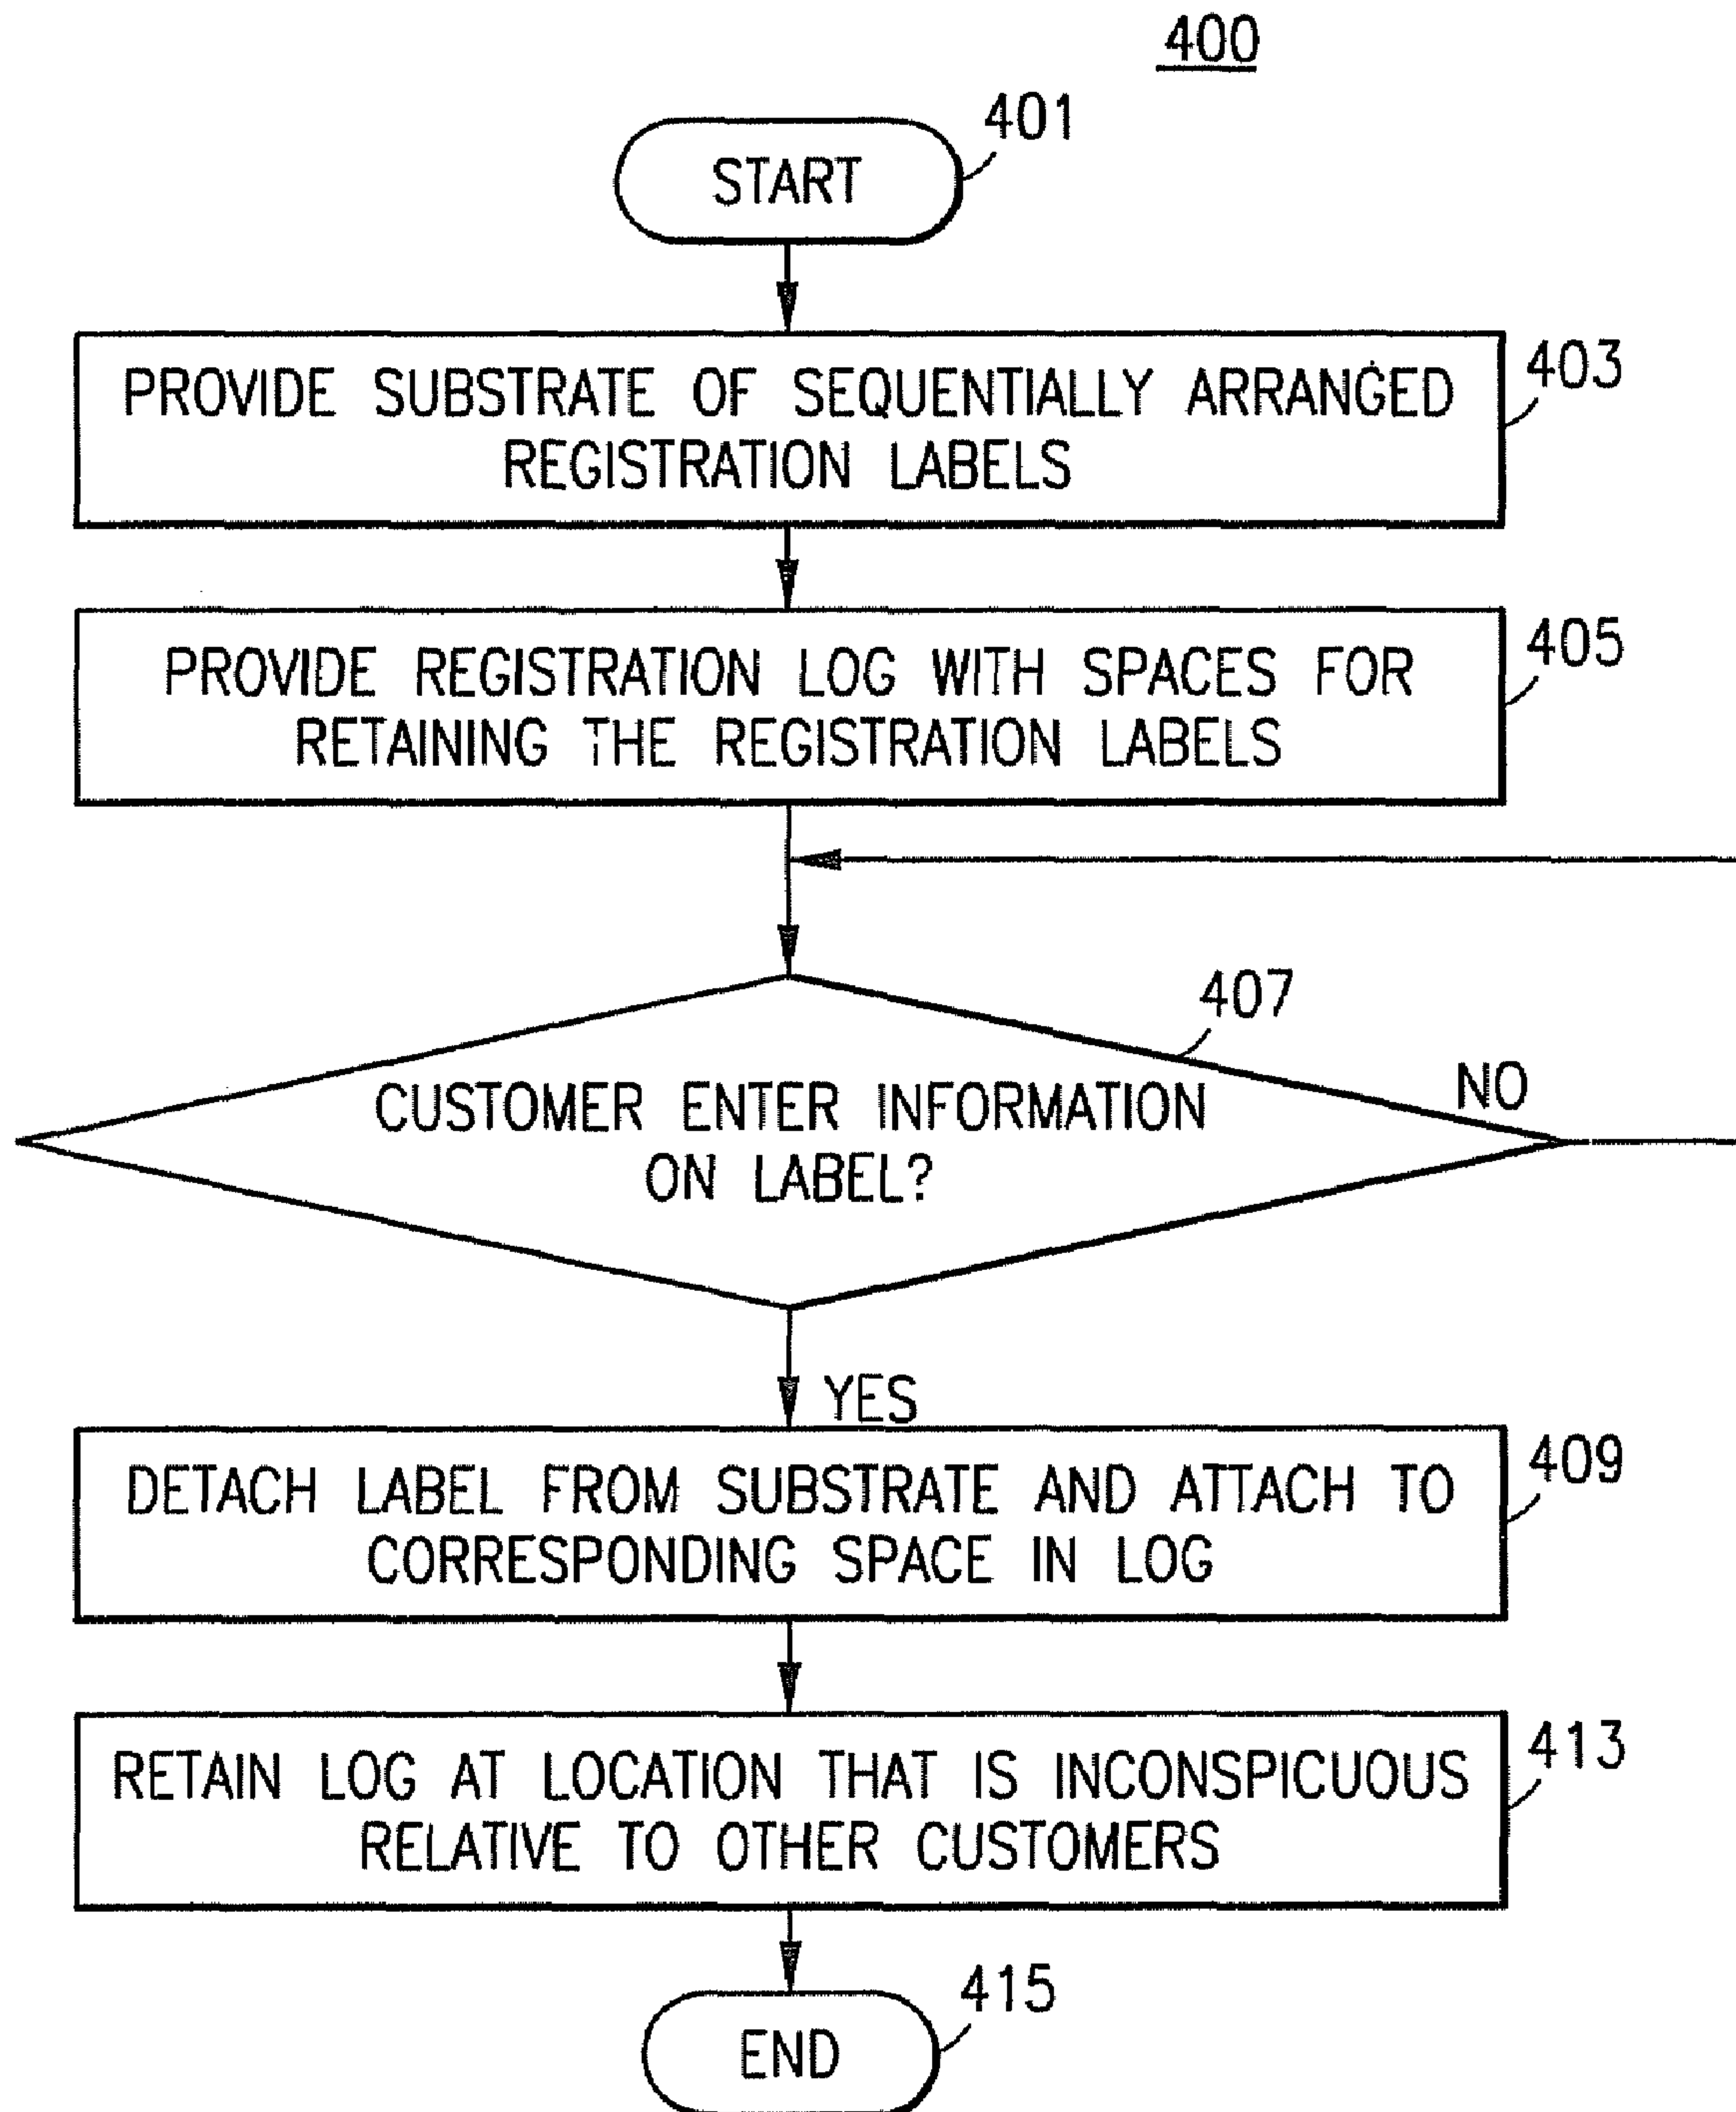 400
401
START
403
PROVIDE SUBSTRATE OF SEQUENTIALLY ARRANGED
REGISTRATION LABELS
405
PROVIDE REGISTRATION LOG WITH SPACES FOR
RETAINING THE REGISTRATION LABELS
407
CUSTOMER ENTER INFORMATION
ON LABEL?
NO
YES
409
DETACH LABEL FROM SUBSTRATE AND ATTACH TO
CORRESPONDING SPACE IN LOG
413
RETAIN LOG AT LOCATION THAT IS INCONSPICUOUS
RELATIVE TO OTHER CUSTOMERS
415
END